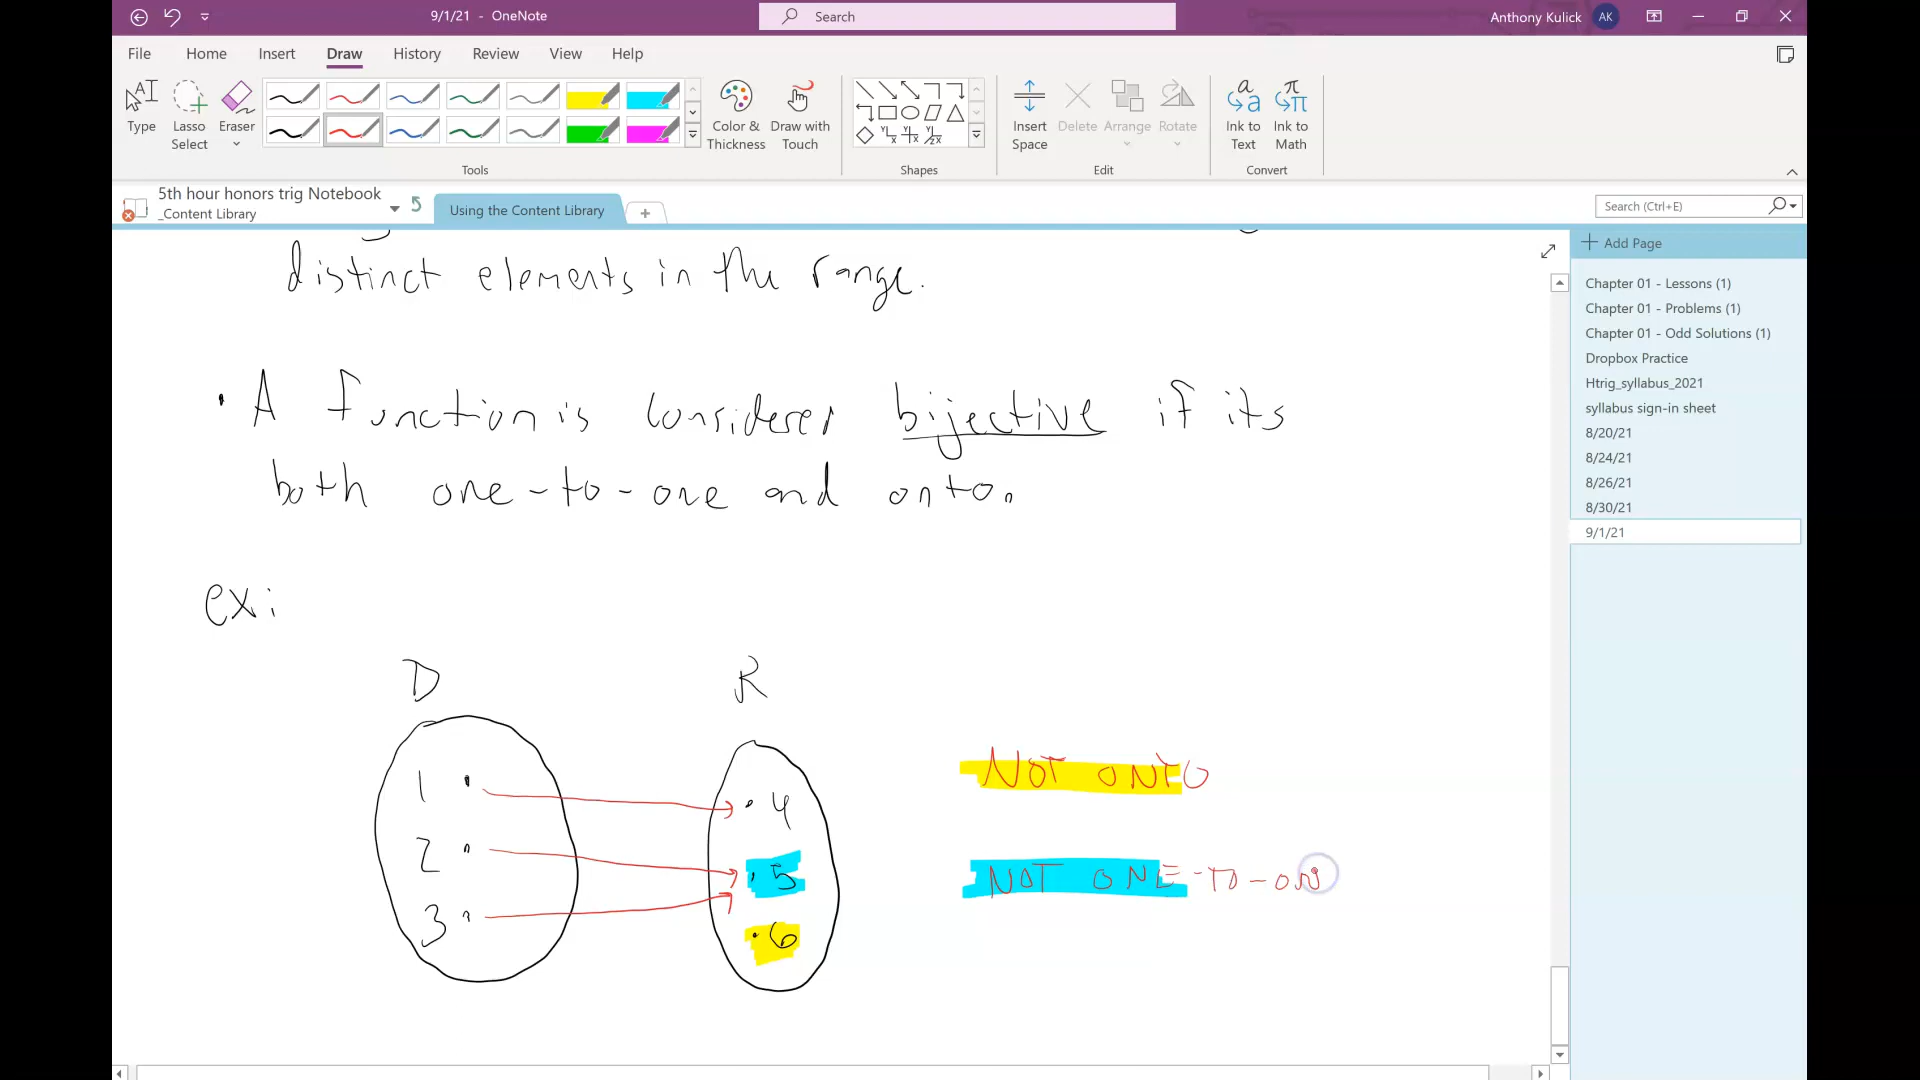 9/1/21 - OneNote
Search
Anthony Kulick AK
File Home Insert Draw History Review View Help
Type
Lasso Select
Eraser
Color & Thickness
Draw with Touch
Insert Space
Delete
Arrange
Rotate
Ink to Text
Ink to Math
Tools
Shapes
Edit
Convert
5th hour honors trig Notebook
_Content Library
Using the Content Library
Search (Ctrl+E)
Add Page
Chapter 01 - Lessons (1)
Chapter 01 - Problems (1)
Chapter 01 - Odd Solutions (1)
Dropbox Practice
Htrig_syllabus_2021
syllabus sign-in sheet
8/20/21
8/24/21
8/26/21
8/30/21
9/1/21
distinct elements in the range.
• A function is considered bijective if its
both one-to-one and onto.
ex:
D R
1 • • 4
2 • • 5
3 • • 6
NOT ONTO
NOT ONE-TO-ON